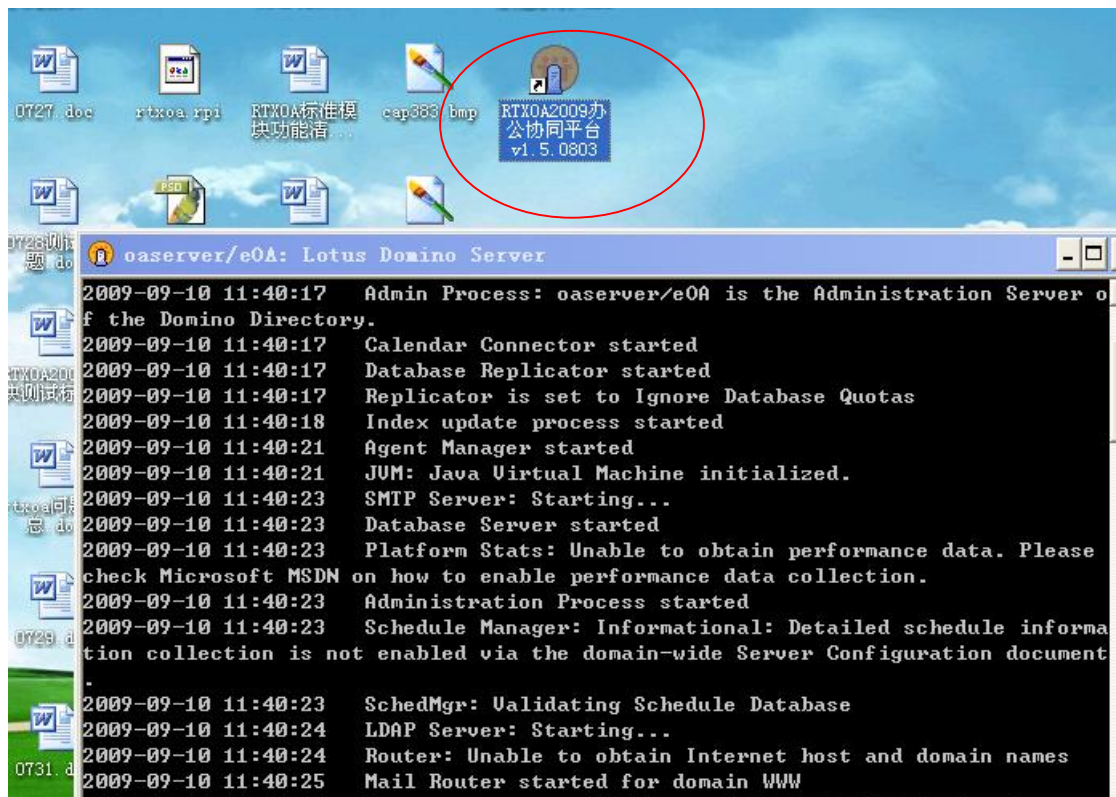 0727.doc
rtxoa.rpi
RTXOA标准模
块功能清...
cap383.bmp
RTXOA2009办
公协同平台
v1.5.0803
PSD
oaserver/eOA: Lotus Domino Server
2009-09-10 11:40:17 Admin Process: oaserver/eOA is the Administration Server o
f the Domino Directory.
2009-09-10 11:40:17 Calendar Connector started
2009-09-10 11:40:17 Database Replicator started
2009-09-10 11:40:17 Replicator is set to Ignore Database Quotas
2009-09-10 11:40:18 Index update process started
2009-09-10 11:40:21 Agent Manager started
2009-09-10 11:40:21 JVM: Java Virtual Machine initialized.
2009-09-10 11:40:23 SMTP Server: Starting...
2009-09-10 11:40:23 Database Server started
2009-09-10 11:40:23 Platform Stats: Unable to obtain performance data. Please
check Microsoft MSDN on how to enable performance data collection.
2009-09-10 11:40:23 Administration Process started
2009-09-10 11:40:23 Schedule Manager: Informational: Detailed schedule informa
tion collection is not enabled via the domain-wide Server Configuration document
.
2009-09-10 11:40:23 SchedMgr: Validating Schedule Database
2009-09-10 11:40:24 LDAP Server: Starting...
2009-09-10 11:40:24 Router: Unable to obtain Internet host and domain names
2009-09-10 11:40:25 Mail Router started for domain WWW
0729.d
0731.d